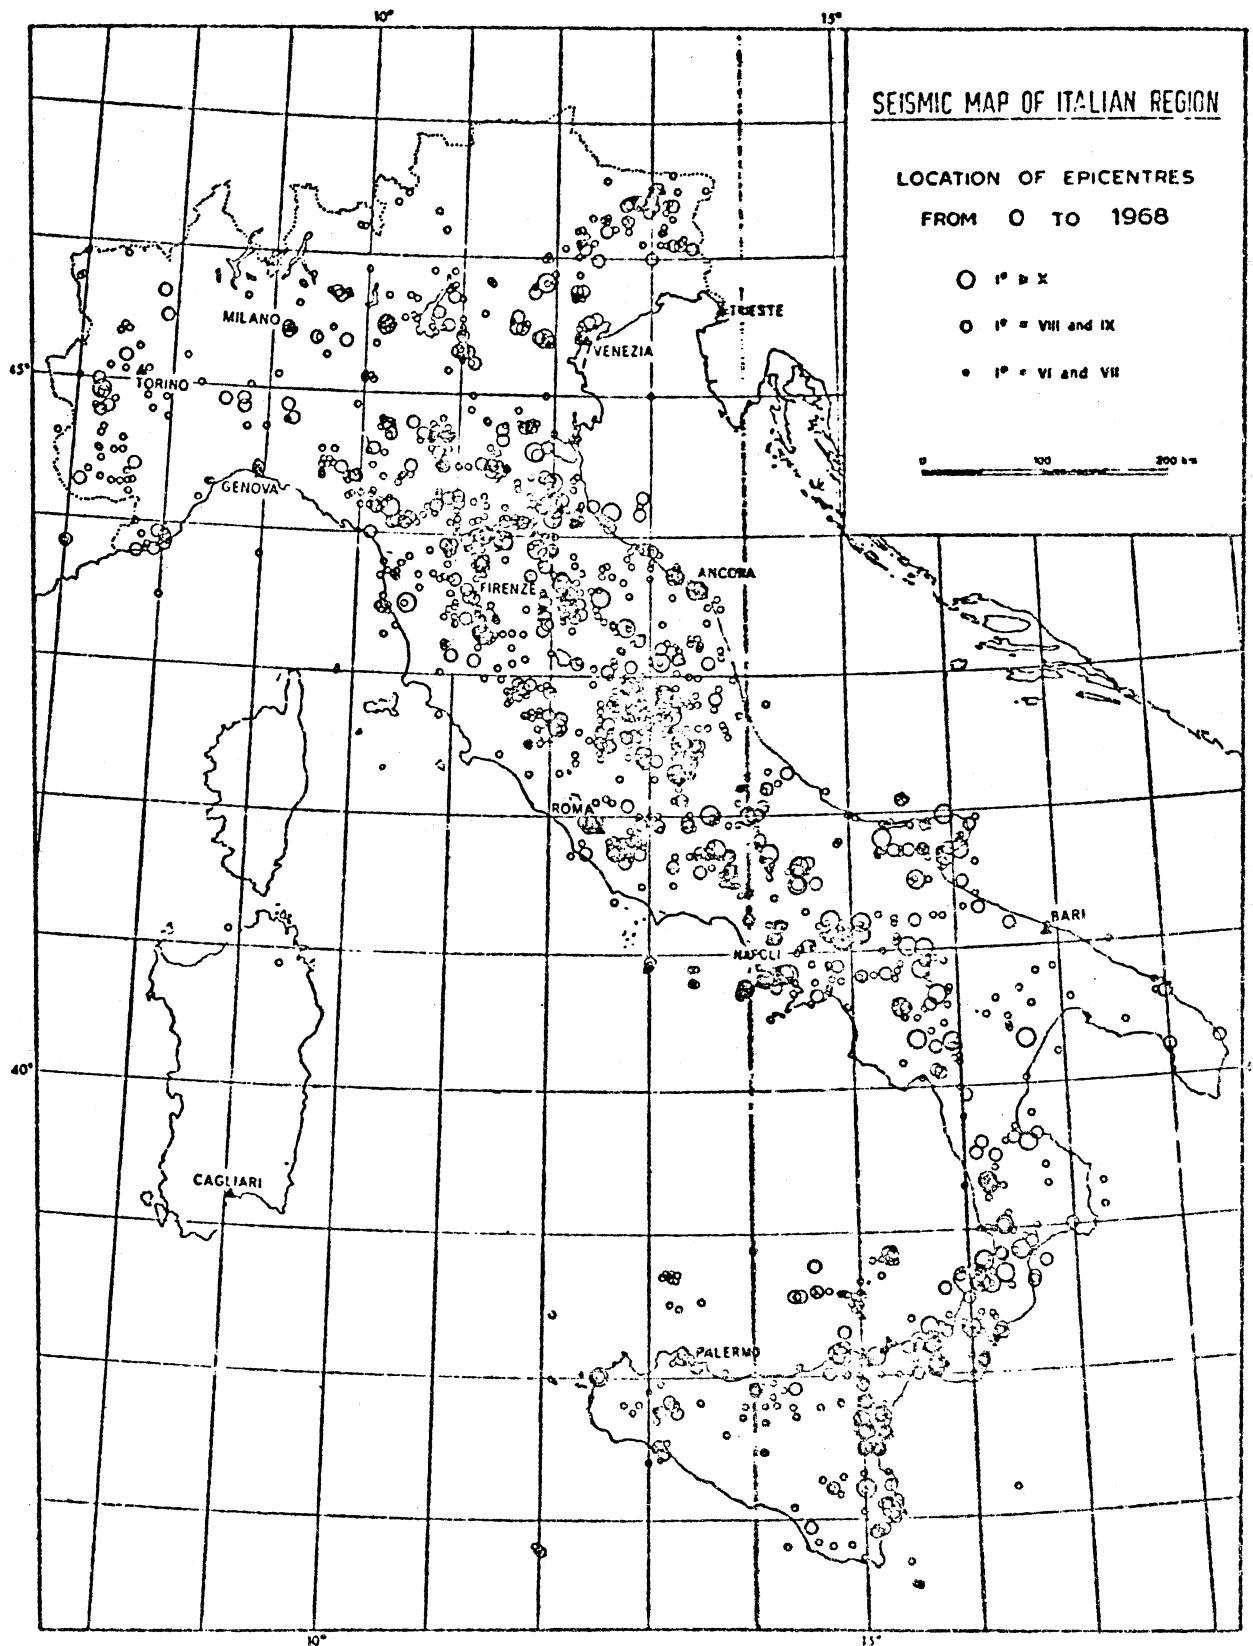 10°
15°
SEISMIC MAP OF ITALIAN REGION
LOCATION OF EPICENTRES
FROM 0 TO 1968
I° ≥ X
I° = VIII and IX
I° = VI and VII
0 100 200 km
MILANO
TRIESTE
VENEZIA
45°
TORINO
GENOVA
ANCORA
FIRENZE
ROMA
BARI
NAPOLI
40°
CAGLIARI
PALERMO
10°
15°